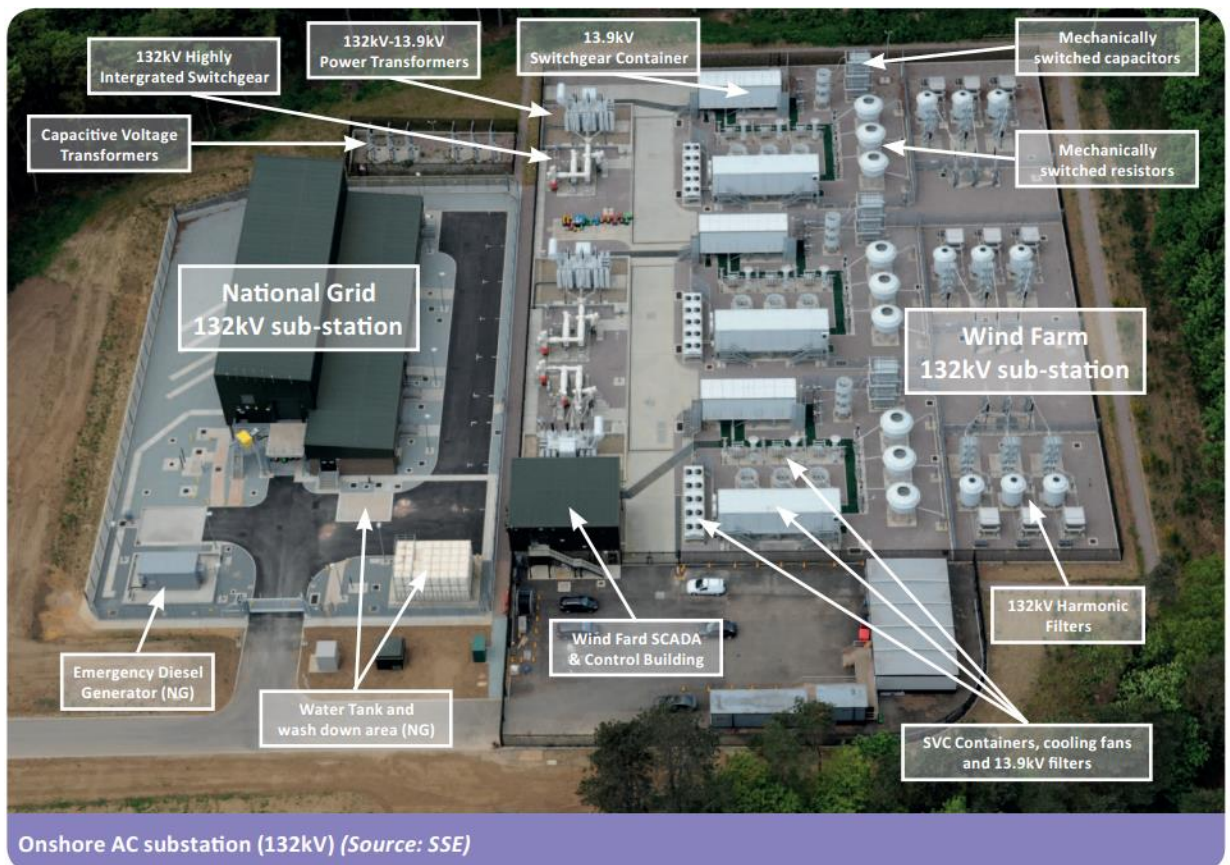 132kV Highly
Intergrated Switchgear
132kV-13.9kV
Power Transformers
13.9kV
Switchgear Container
Mechanically
switched capacitors
Capacitive Voltage
Transformers
Mechanically
switched resistors
National Grid
132kV sub-station
Wind Farm
132kV sub-station
Emergency Diesel
Generator (NG)
Water Tank and
wash down area (NG)
Wind Fard SCADA
& Control Building
132kV Harmonic
Filters
SVC Containers, cooling fans
and 13.9kV filters
Onshore AC substation (132kV) (Source: SSE)